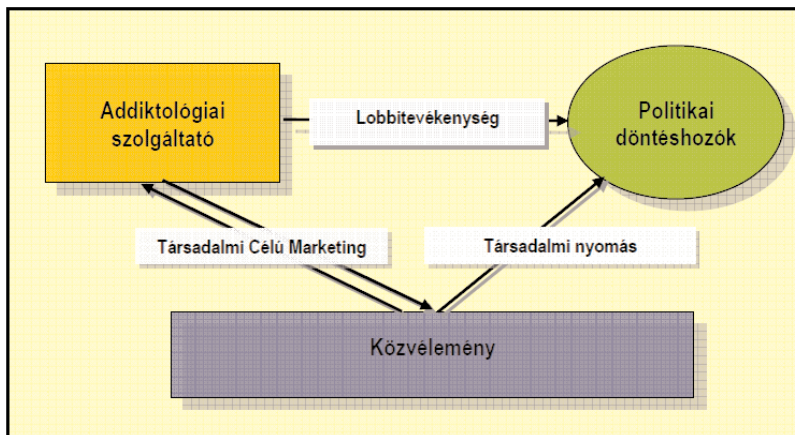 Addiktológiai
szolgáltató
Lobbitevékenység
Politikai
döntéshozók
Társadalmi Célú Marketing
Társadalmi nyomás
Közvélemény